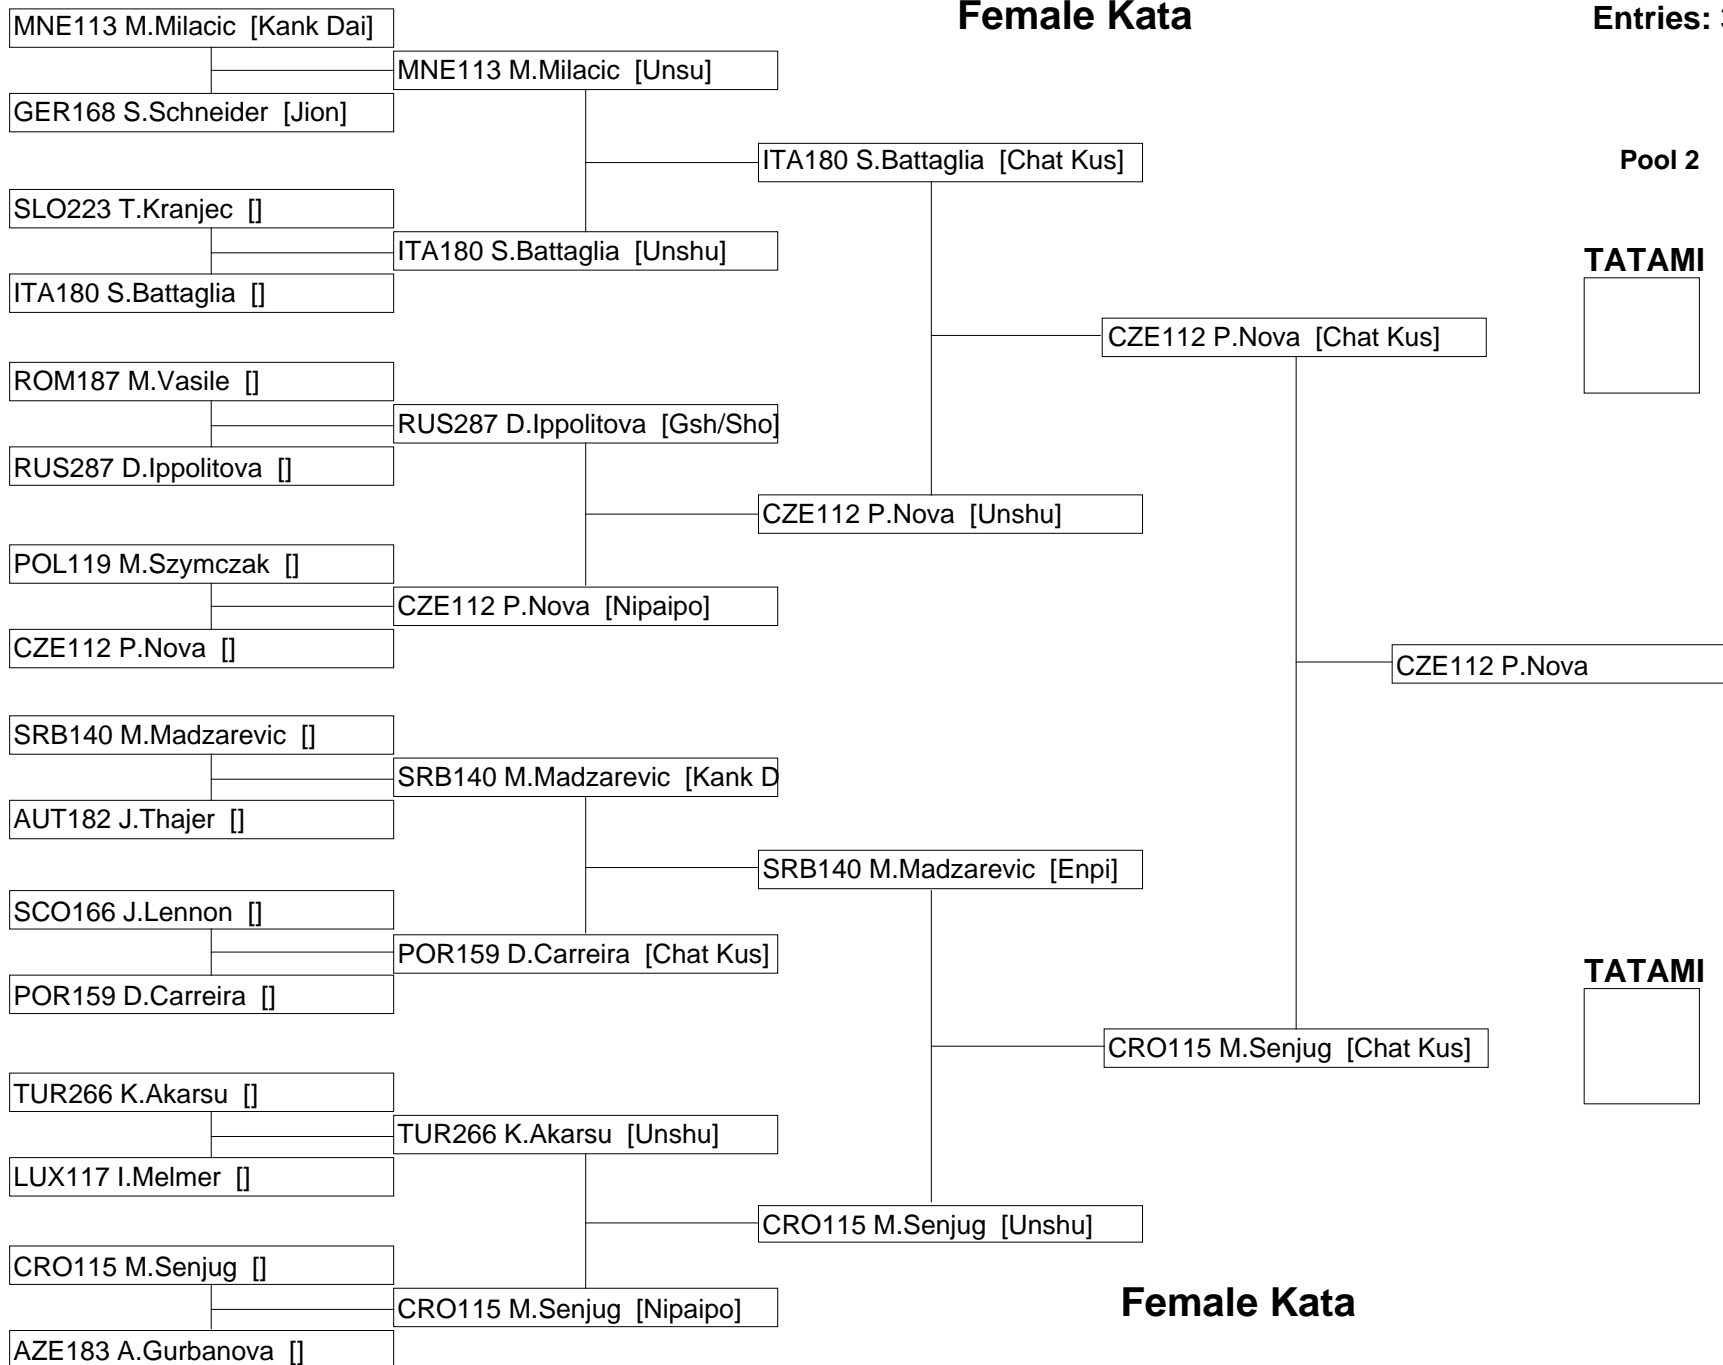 Female Kata
Entries: 
MNE113 M.Milacic [Kank Dai]
MNE113 M.Milacic [Unsu]
GER168 S.Schneider [Jion]
ITA180 S.Battaglia [Chat Kus]
Pool 2
SLO223 T.Kranjec []
ITA180 S.Battaglia [Unshu]
TATAMI
ITA180 S.Battaglia []
CZE112 P.Nova [Chat Kus]
ROM187 M.Vasile []
RUS287 D.Ippolitova [Gsh/Sho]
RUS287 D.Ippolitova []
CZE112 P.Nova [Unshu]
POL119 M.Szymczak []
CZE112 P.Nova [Nipaipo]
CZE112 P.Nova []
CZE112 P.Nova
SRB140 M.Madzarevic []
SRB140 M.Madzarevic [Kank D
AUT182 J.Thajer []
SRB140 M.Madzarevic [Enpi]
SCO166 J.Lennon []
POR159 D.Carreira [Chat Kus]
TATAMI
POR159 D.Carreira []
CRO115 M.Senjug [Chat Kus]
TUR266 K.Akarsu []
TUR266 K.Akarsu [Unshu]
LUX117 I.Melmer []
CRO115 M.Senjug [Unshu]
CRO115 M.Senjug []
CRO115 M.Senjug [Nipaipo]
Female Kata
AZE183 A.Gurbanova []